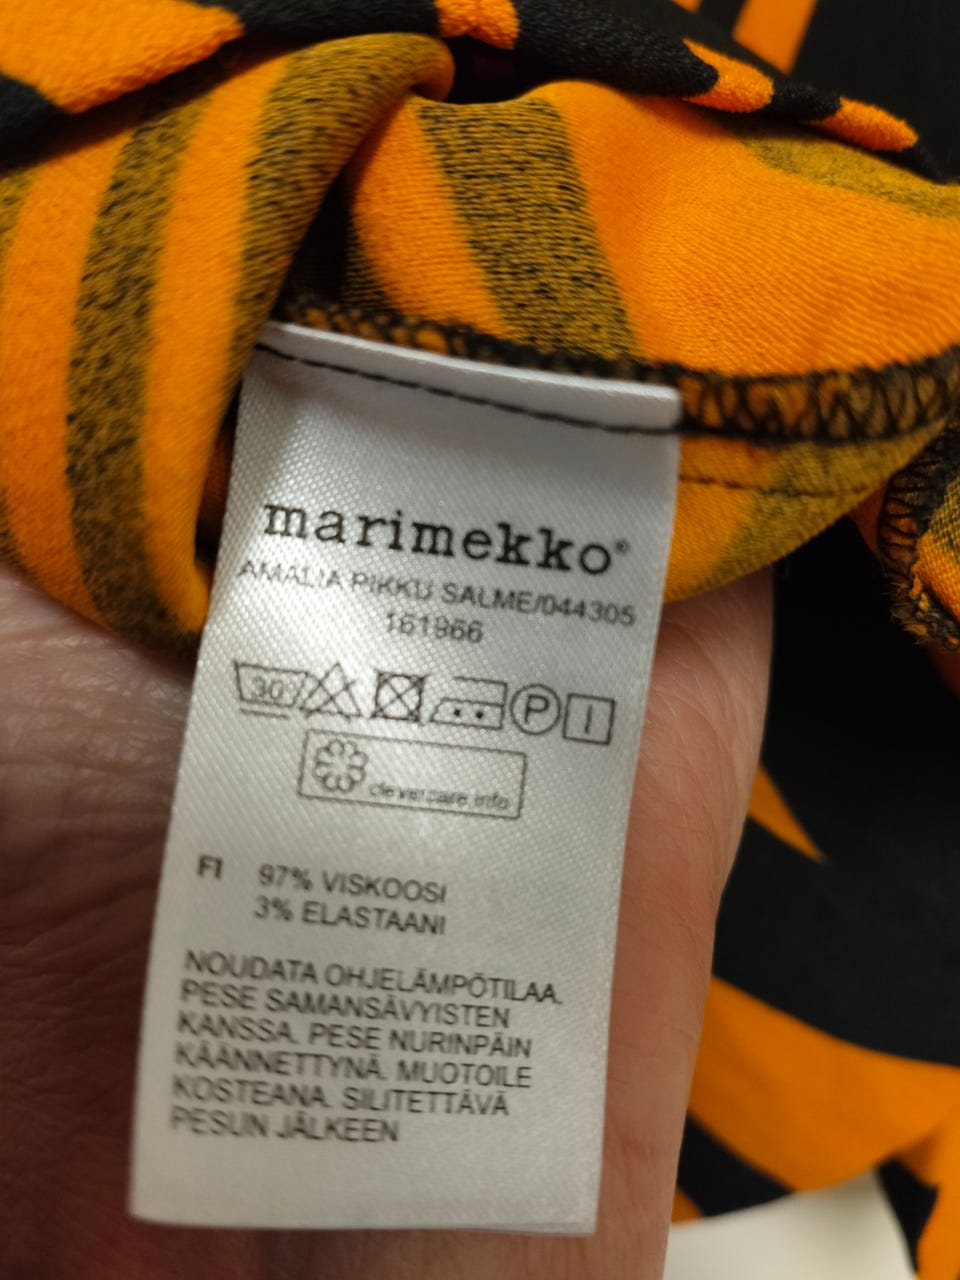 marimekko®
AMALIA PIKKU SALME/044305
161966
30
P
I
clevercare.info
FI 97% VISKOOSI
3% ELASTAANI
NOUDATA OHJELÄMPÖTILAA.
PESE SAMANSÄVYISTEN
KANSSA. PESE NURINPÄIN
KÄÄNNETTYNÄ. MUOTOILE
KOSTEANA. SILITETTÄVÄ
PESUN JÄLKEEN